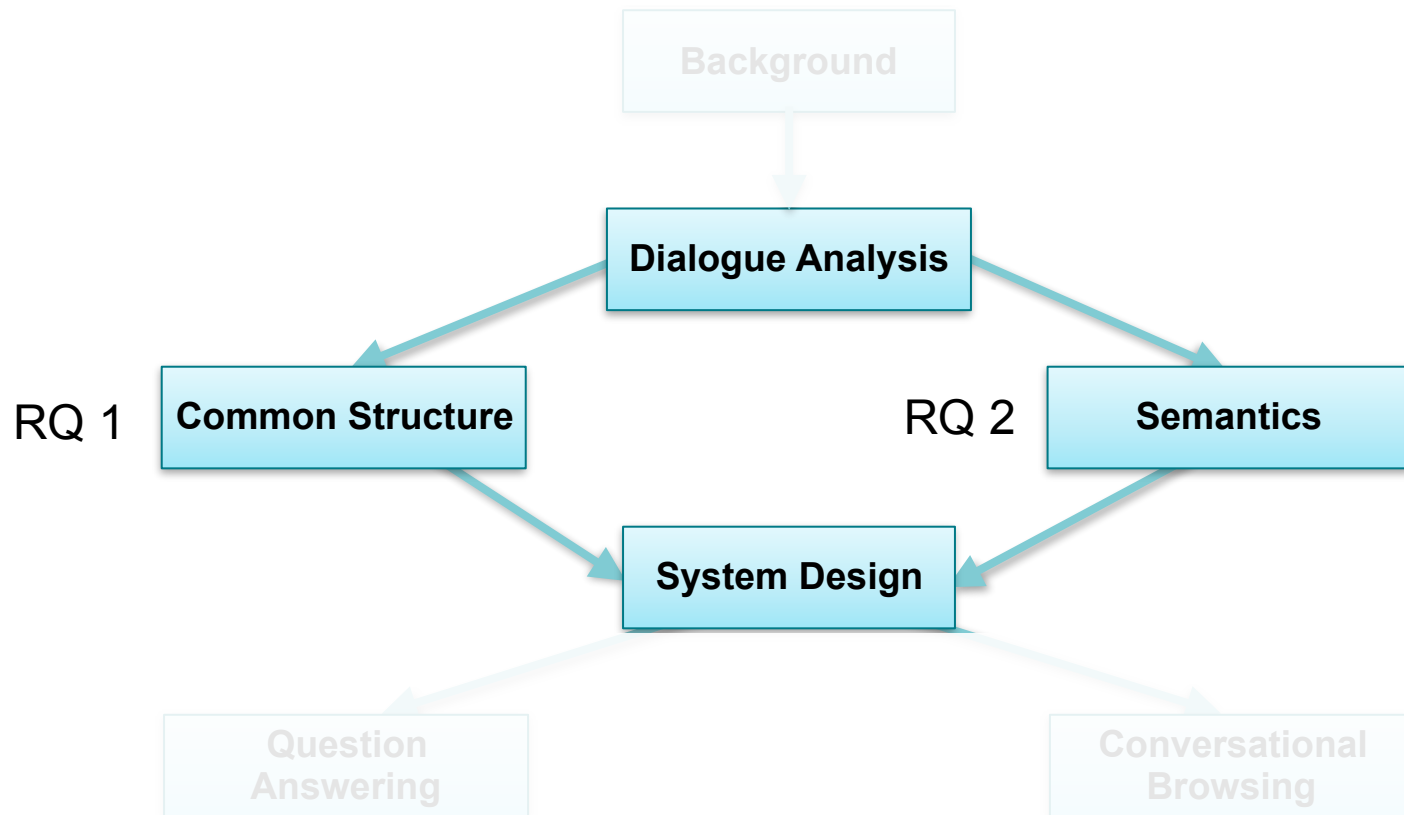 Background
Dialogue Analysis
RQ 1
Common Structure
RQ 2
Semantics
System Design
Question
Answering
Conversational
Browsing